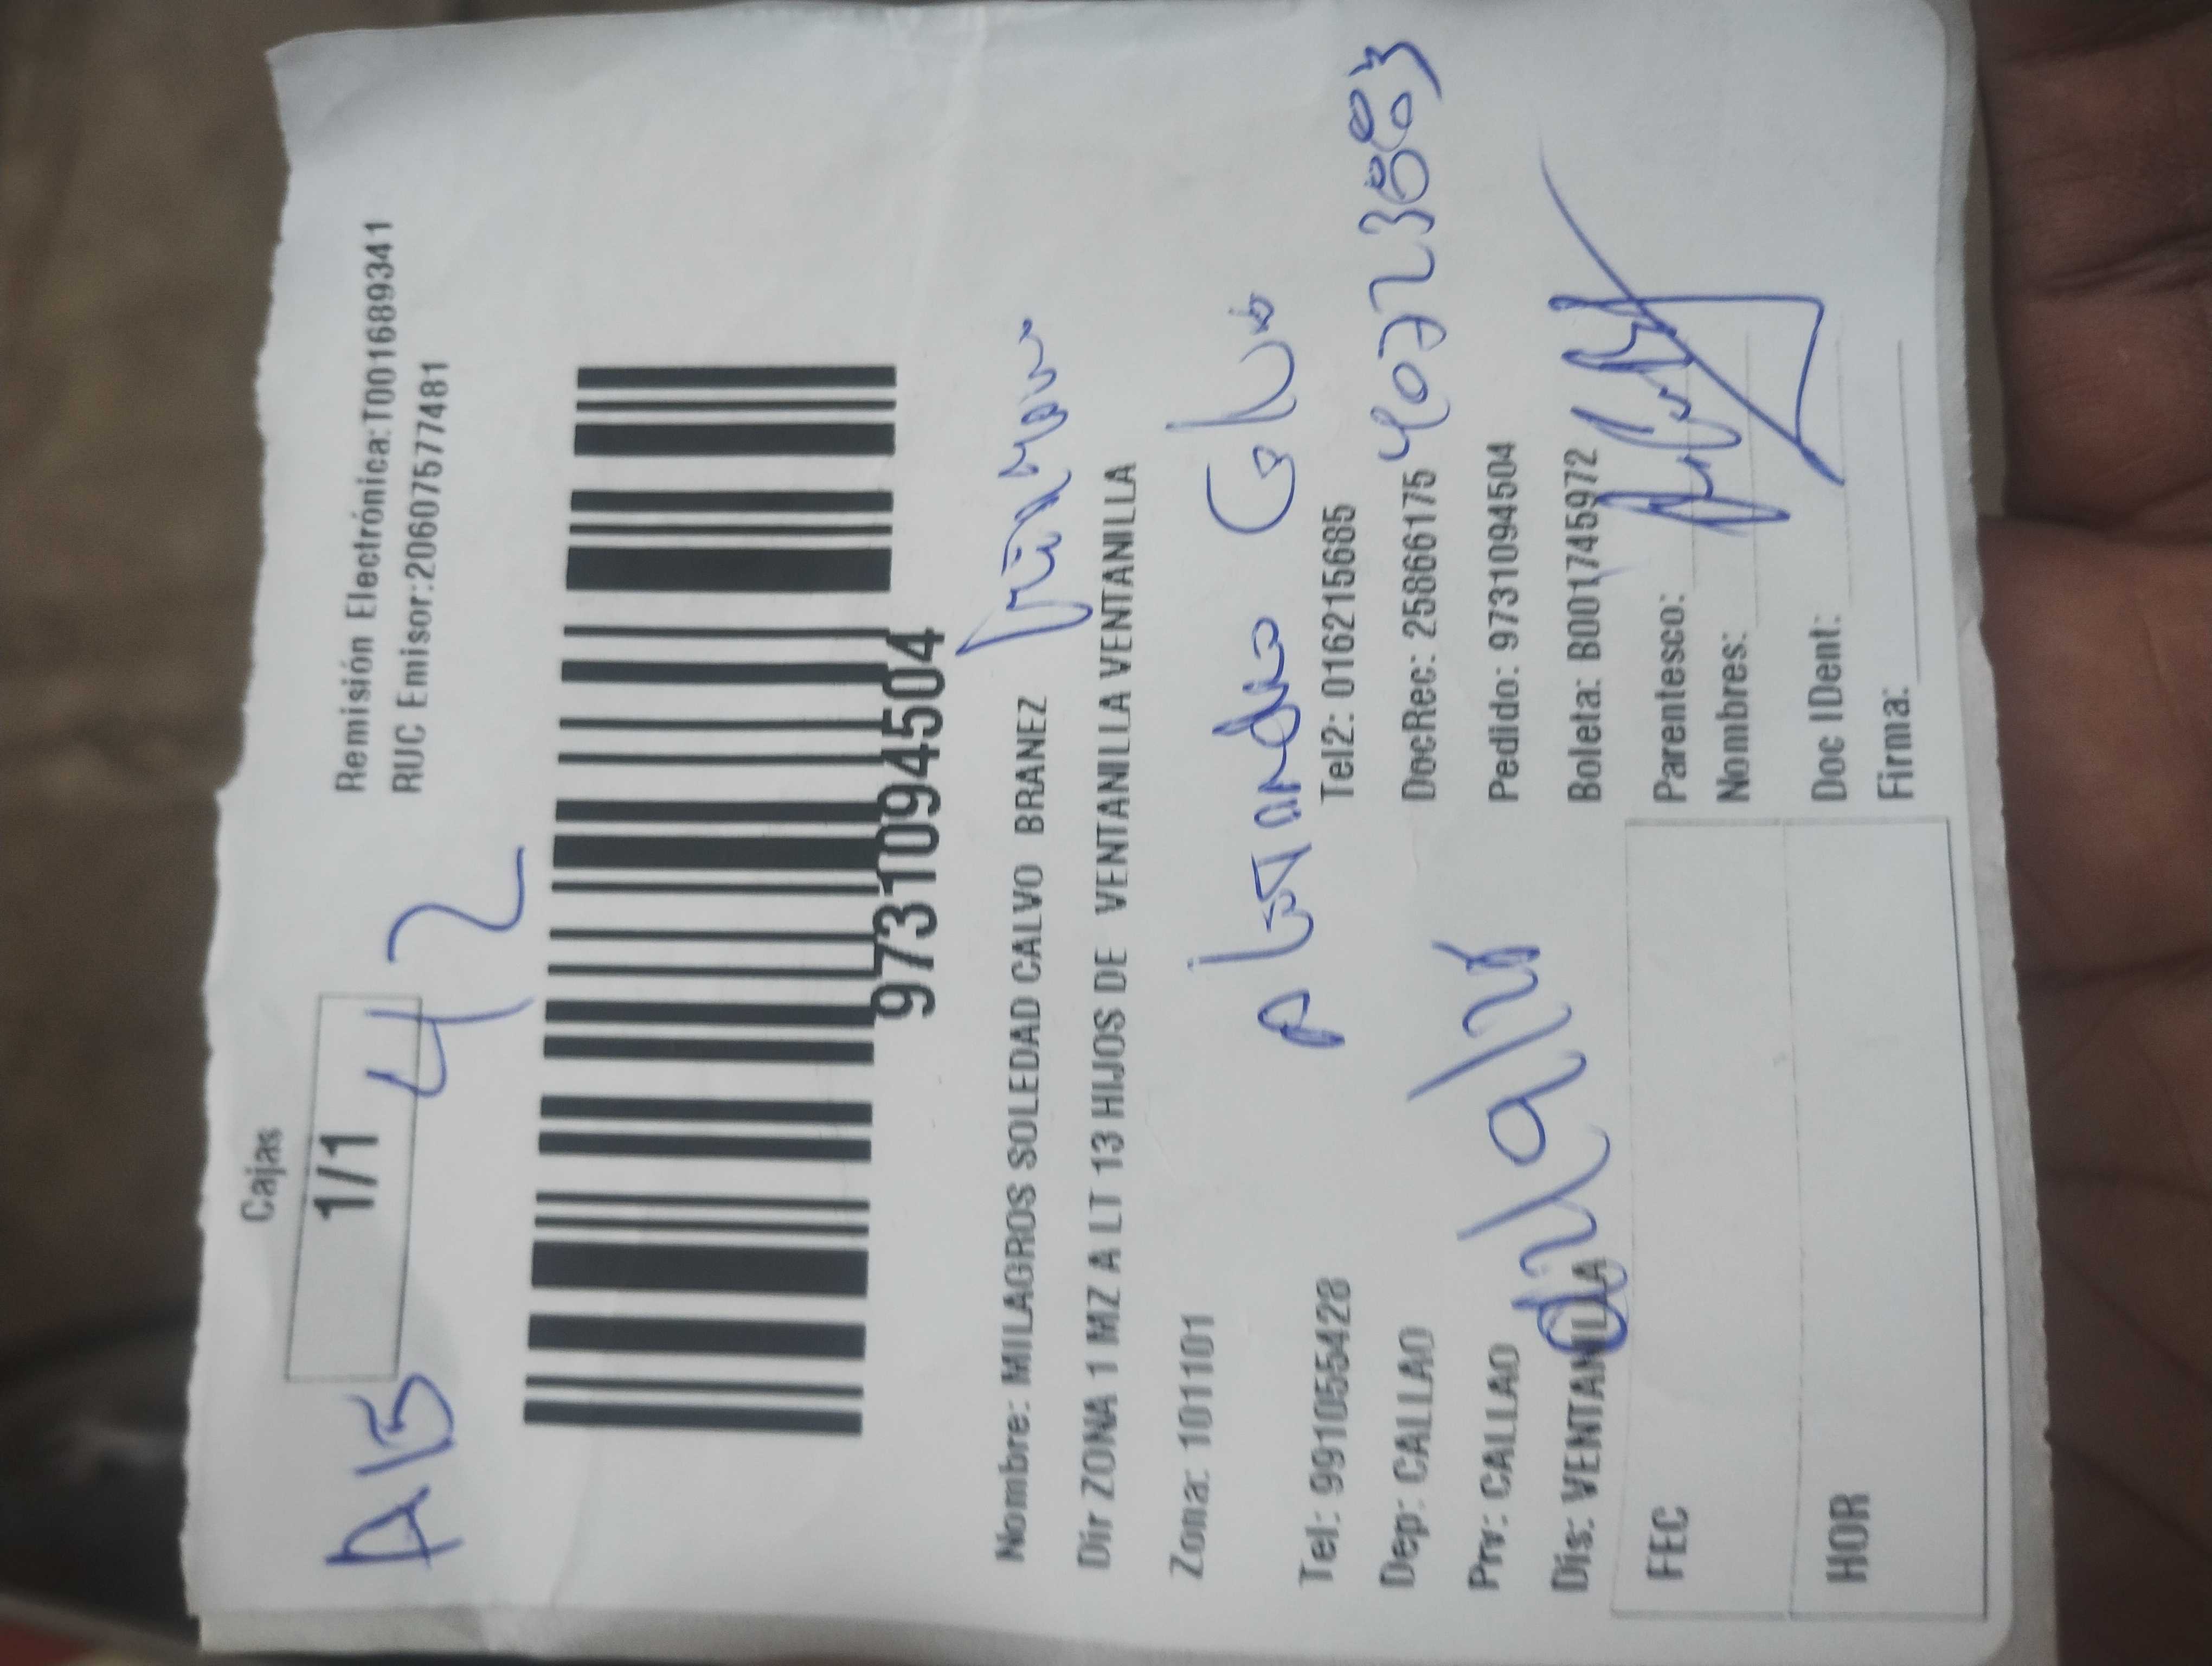 Cajas
1/1
Remisión Electrónica:T001689341
RUC Emisor:20607577481
A15
42
9731094504
Nombre: MILAGROS SOLEDAD CALVO BRANEZ
Dir ZONA 1 MZ A LT 13 HIJOS DE VENTANILLA VENTANILLA
Zona: 101101
Tel: 991055428
Tel2: 016215685
Dep: CALLAO
DocRec: 25866175
Prv: CALLAO
Pedido: 9731094504
Dis: VENTANILLA
Boleta: B001745972
Parentesco:
Nombres:
Doc IDent:
Firma:
FEC
HOR